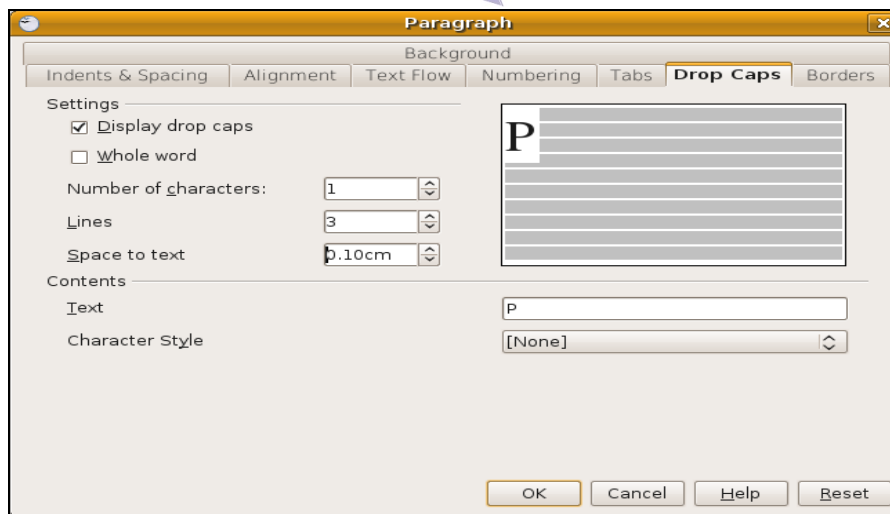 Paragraph
Background
Indents & Spacing Alignment Text Flow Numbering Tabs Drop Caps Borders
Settings
Display drop caps
Whole word
Number of characters: 1
Lines 3
Space to text 0.10cm
P
Contents
Text P
Character Style [None]
OK Cancel Help Reset